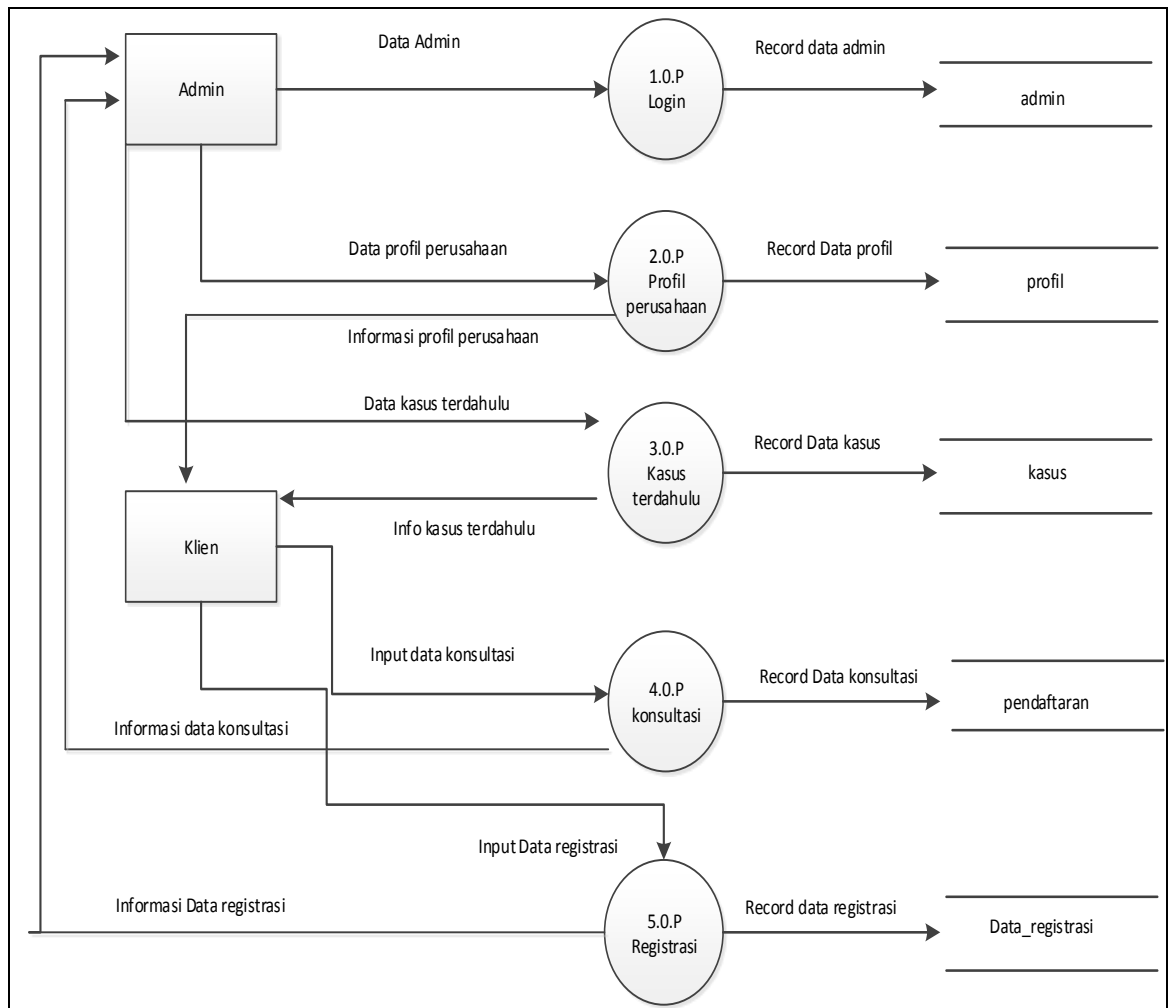 Data Admin
Record data admin
Admin
1.0.P
Login
admin
Data profil perusahaan
2.0.P
Profil
perusahaan
Record Data profil
profil
Informasi profil perusahaan
Data kasus terdahulu
3.0.P
Kasus
terdahulu
Record Data kasus
kasus
Info kasus terdahulu
Klien
Input data konsultasi
4.0.P
konsultasi
Record Data konsultasi
pendaftaran
Informasi data konsultasi
Input Data registrasi
Informasi Data registrasi
5.0.P
Registrasi
Record data registrasi
Data_registrasi